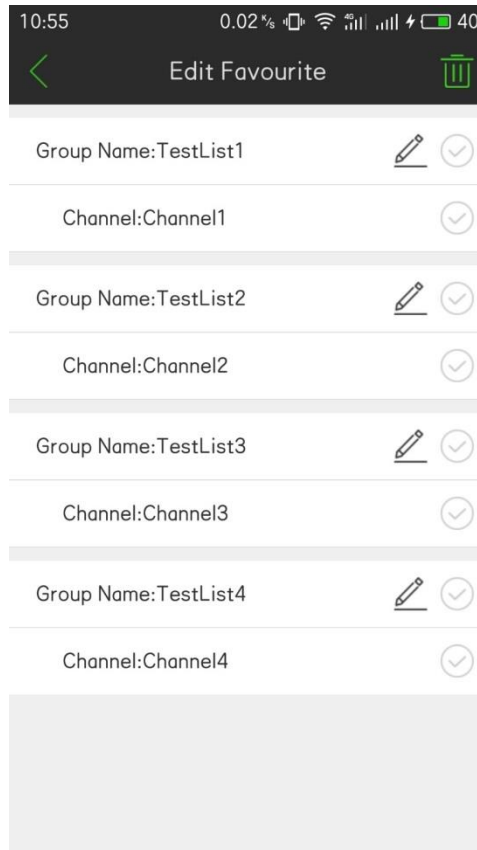 10:55 0.02 K/s 4G 40
Edit Favourite
Group Name:TestList1
Channel:Channel1
Group Name:TestList2
Channel:Channel2
Group Name:TestList3
Channel:Channel3
Group Name:TestList4
Channel:Channel4